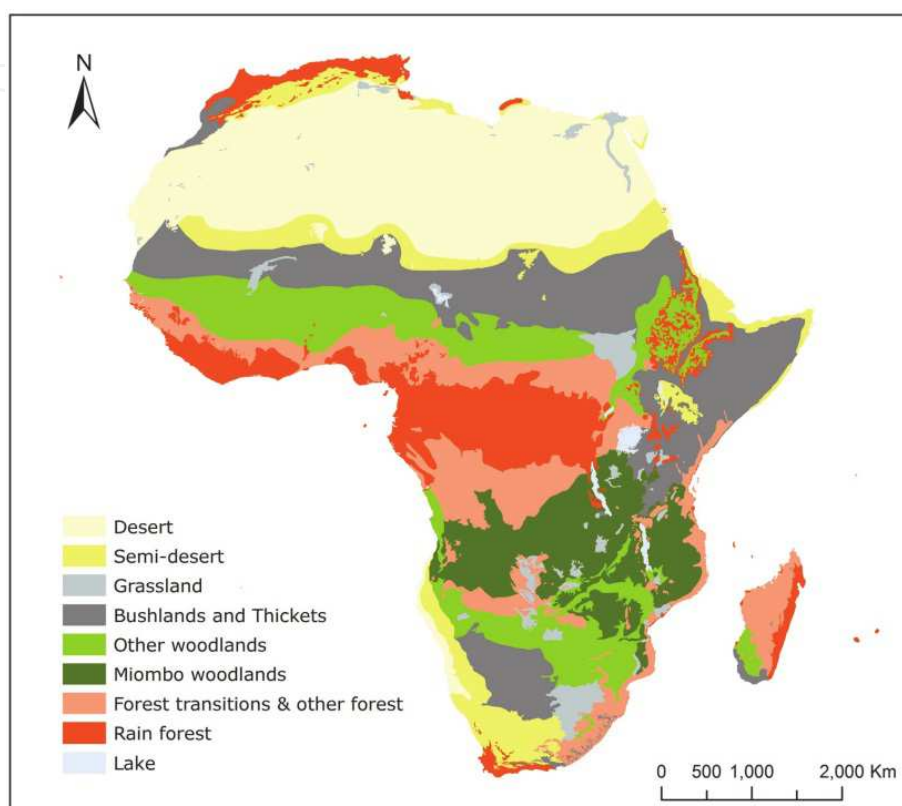 N
Desert
Semi-desert
Grassland
Bushlands and Thickets
Other woodlands
Miombo woodlands
Forest transitions & other forest
Rain forest
Lake
0 500 1,000 2,000 Km